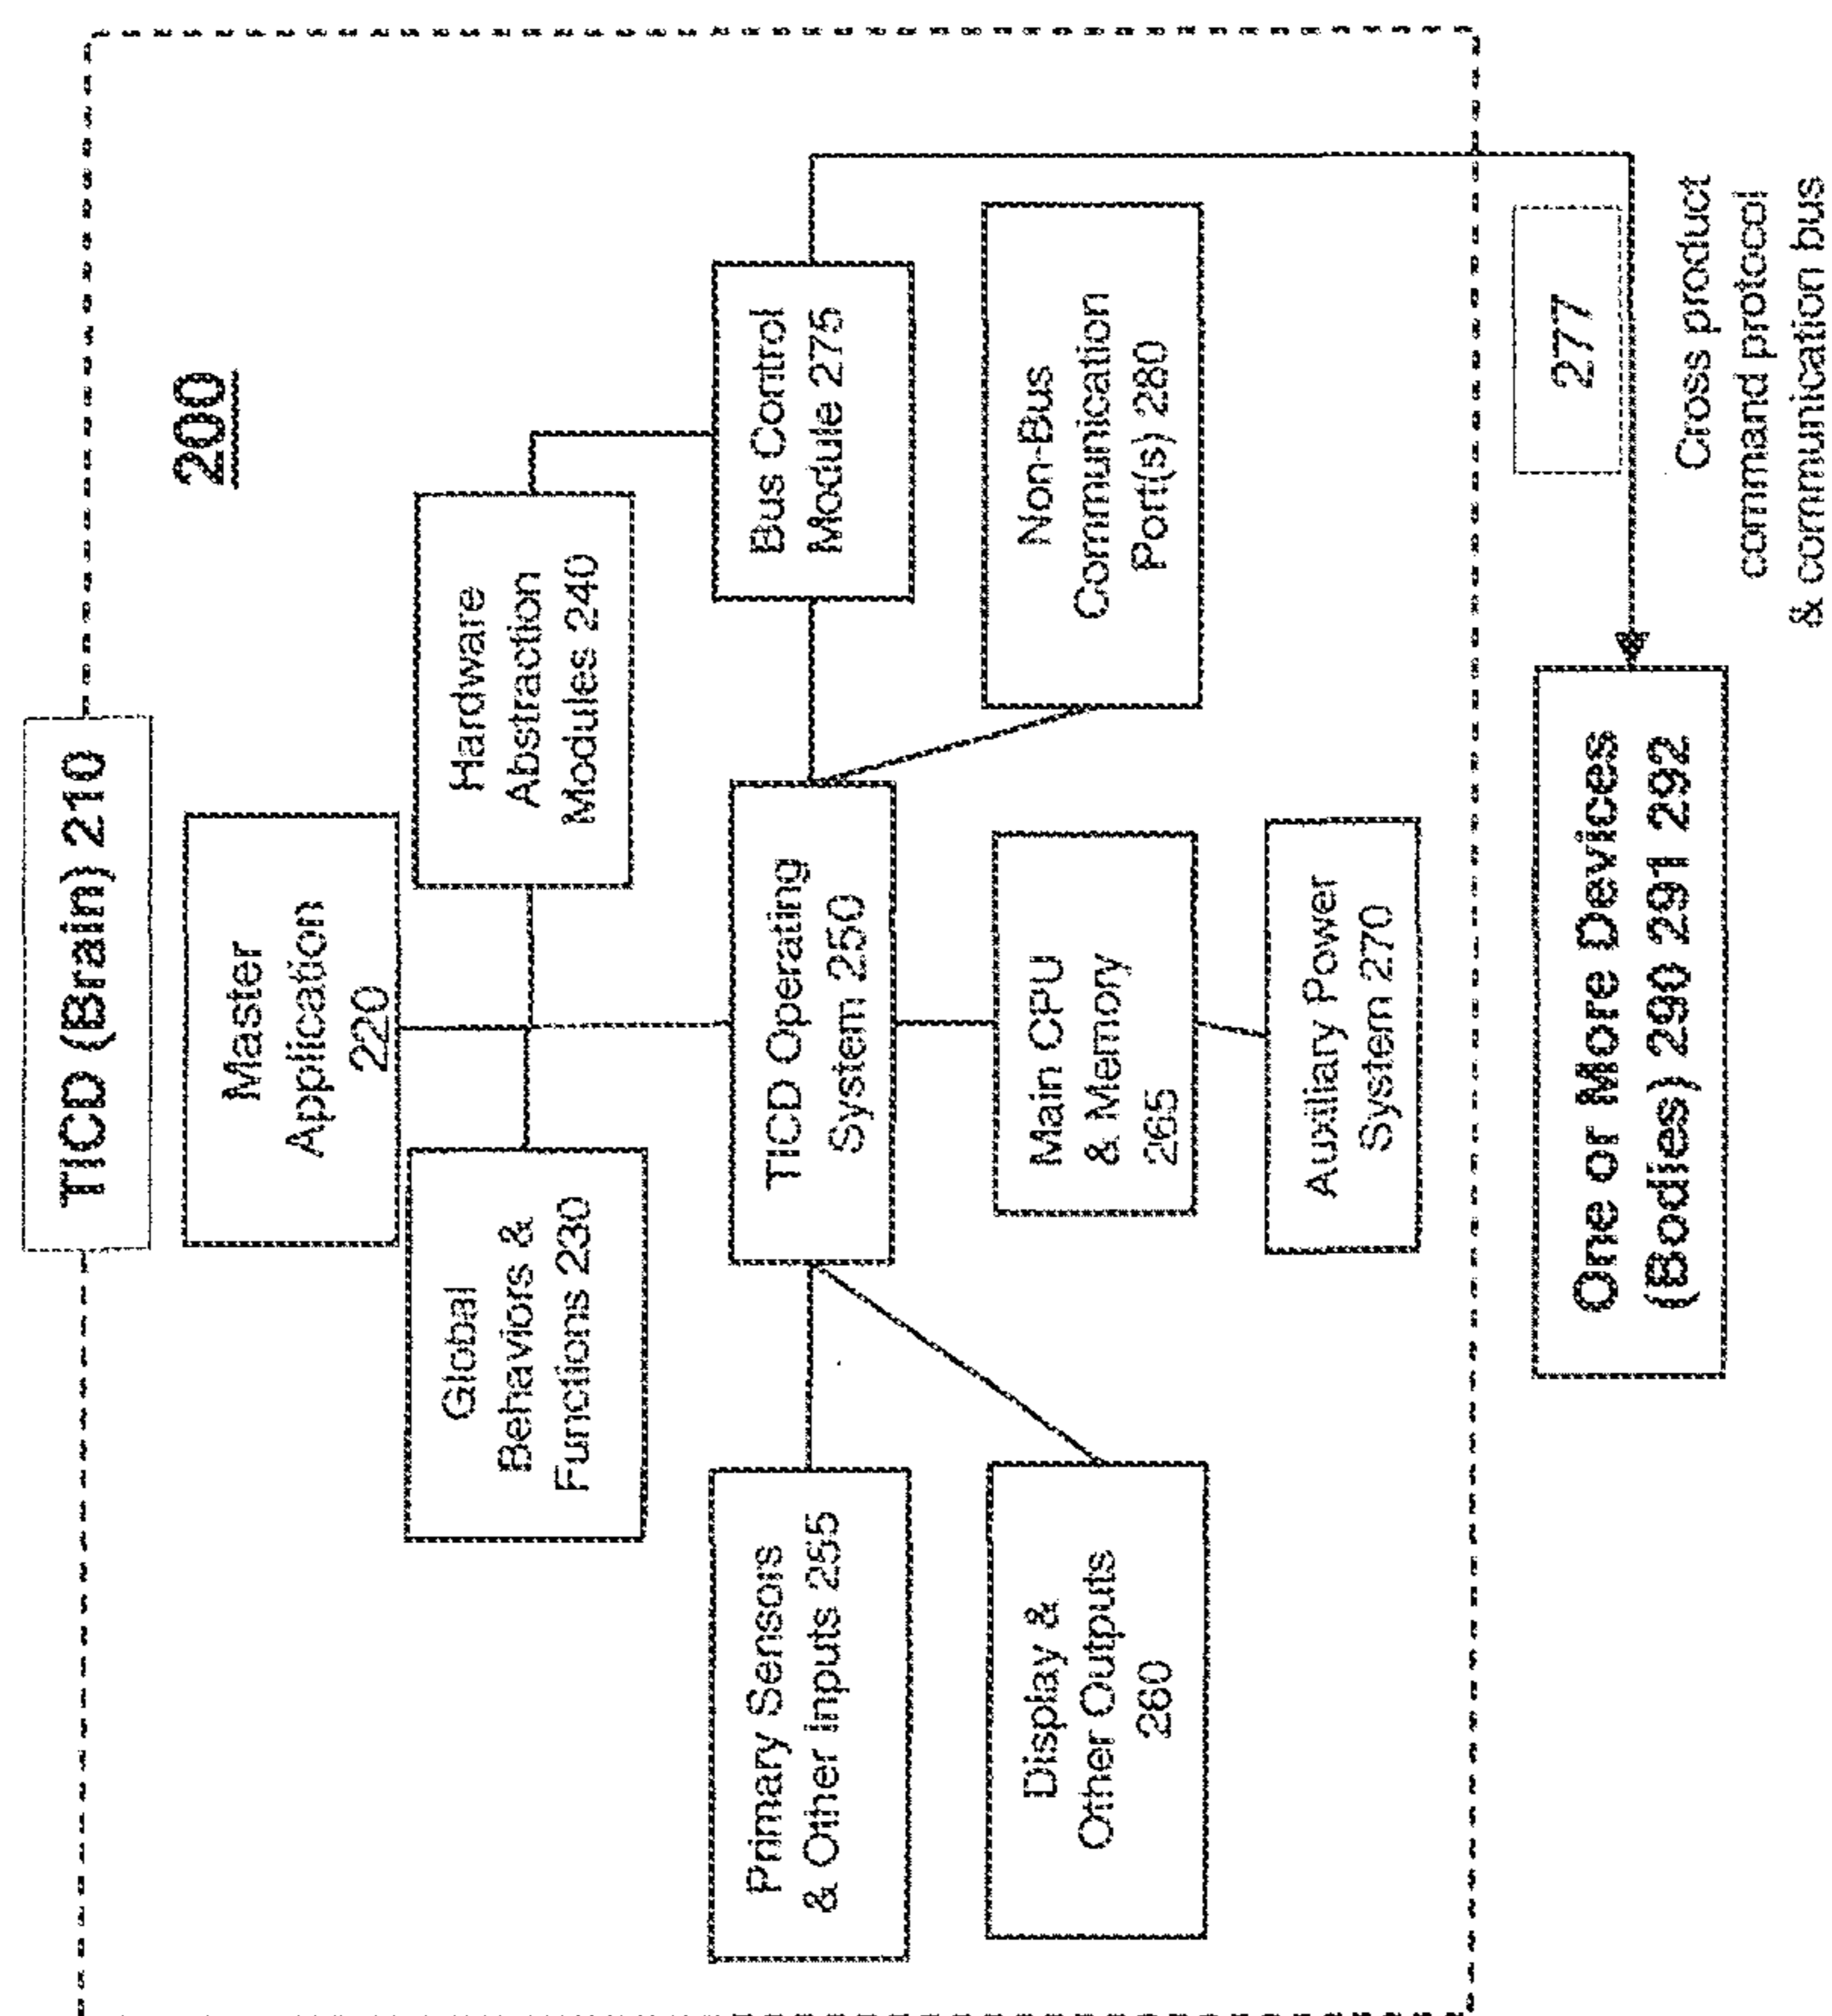 200
TICD (Brain) 210
Master
Application
220
Global
Behaviors &
Functions 230
Hardware
Abstraction
Modules 240
Primary Sensors
& Other Inputs 255
TICD Operating
System 250
Bus Control
Module 275
Display &
Other Outputs
260
Main CPU
& Memory
265
Non-Bus
Communication
Port(s) 280
Auxiliary Power
System 270
277
One or More Devices
(Bodies) 290 291 292
Cross product
command protocol
& communication bus